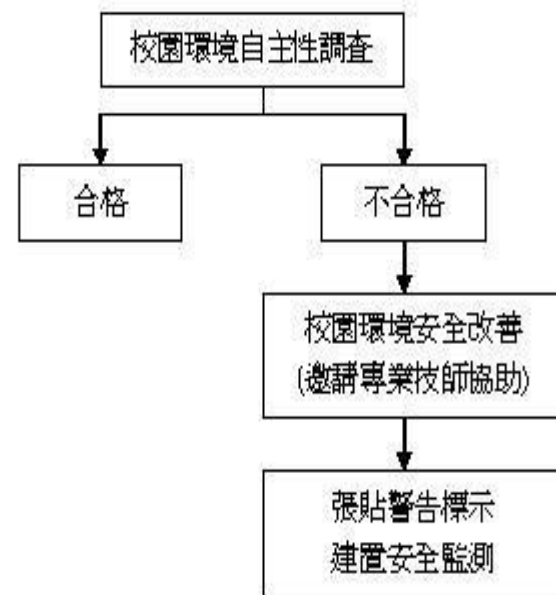 校園環境自主性調查
合格
不合格
校園環境安全改善
(邀請專業技師協助)
張貼警告標示
建置安全監測